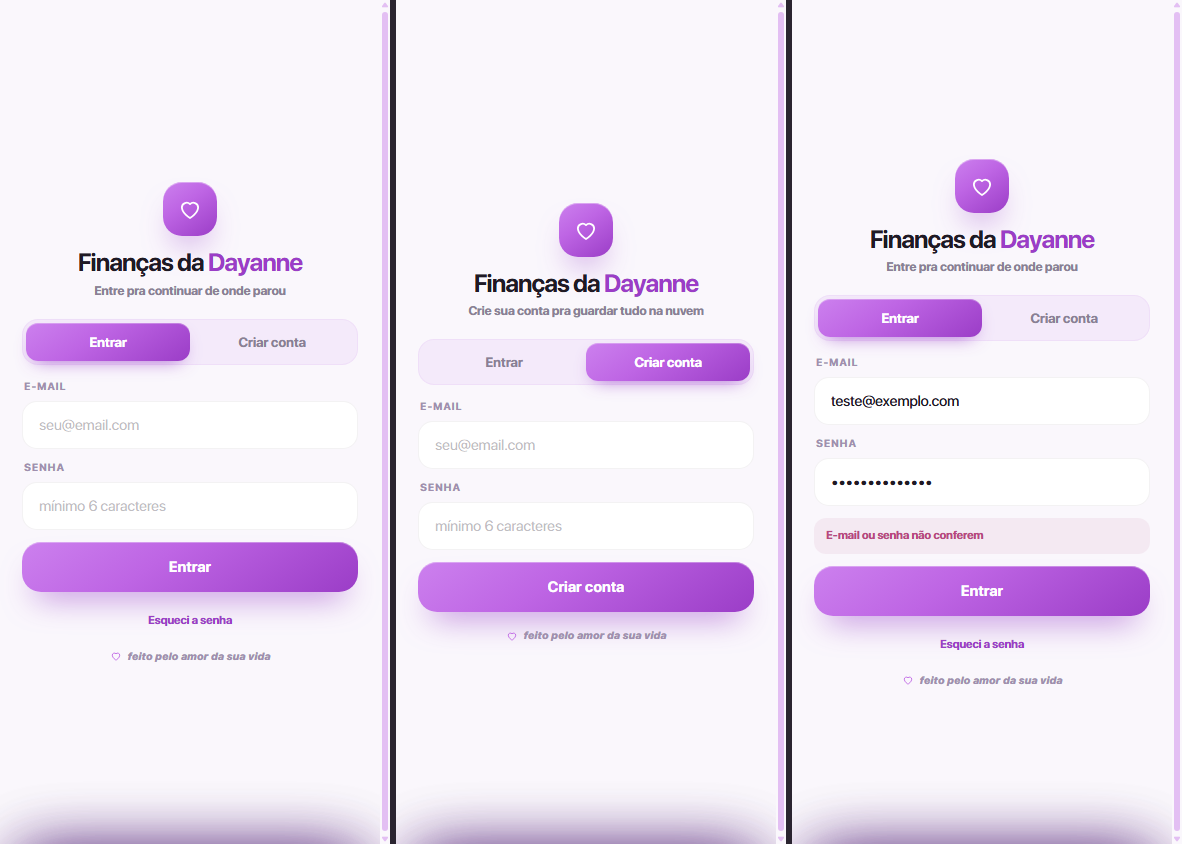 Finanças da Dayanne
Entre pra continuar de onde parou
Entrar
Criar conta
E-MAIL
seu@email.com
SENHA
mínimo 6 caracteres
Entrar
Esqueci a senha
feito pelo amor da sua vida
Finanças da Dayanne
Crie sua conta pra guardar tudo na nuvem
Entrar
Criar conta
E-MAIL
seu@email.com
SENHA
mínimo 6 caracteres
Criar conta
feito pelo amor da sua vida
Finanças da Dayanne
Entre pra continuar de onde parou
Entrar
Criar conta
E-MAIL
teste@exemplo.com
SENHA
••••••••••••••
E-mail ou senha não conferem
Entrar
Esqueci a senha
feito pelo amor da sua vida